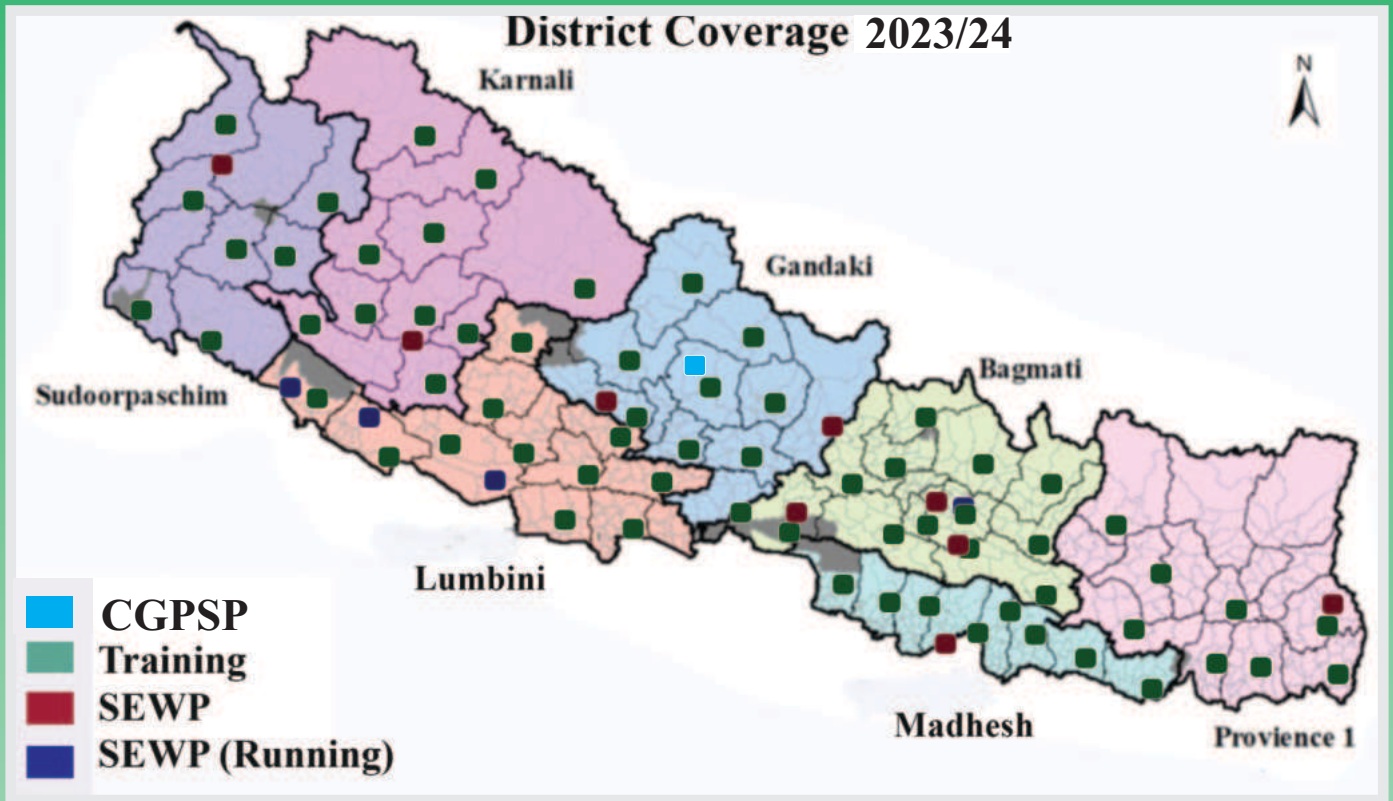 District Coverage 2023/24
Karnali
N
Gandaki
Bagmati
Sudoorpaschim
Lumbini
CGPSP
Training
SEWP
SEWP (Running)
Madhesh
Provience 1